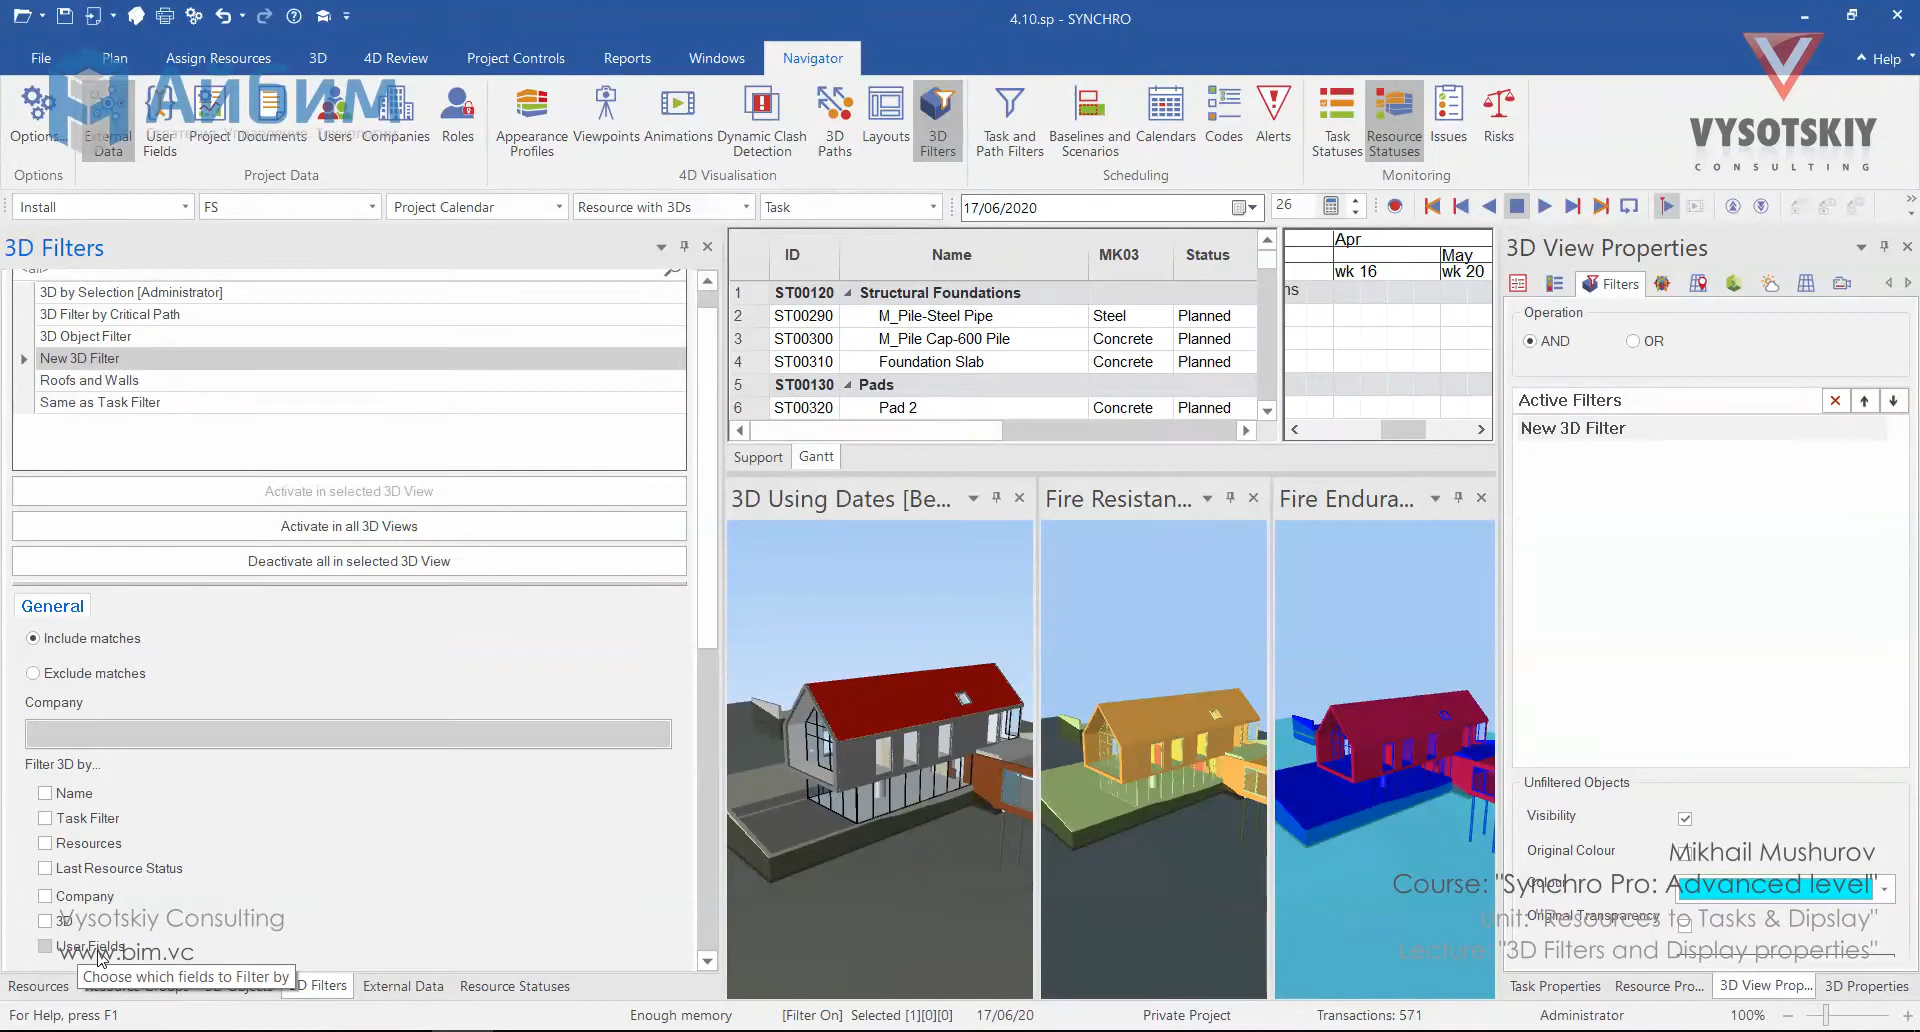 4.10.sp - SYNCHRO
File Plan Assign Resources 3D 4D Review Project Controls Reports Windows Navigator Help
Айбим
Options... External Data User Fields Project Documents Users Companies Roles
Appearance Profiles Viewpoints Animations Dynamic Clash Detection 3D Paths Layouts 3D Filters
Task and Path Filters Baselines and Scenarios Calendars Codes Alerts
Task Statuses Resource Statuses Issues Risks
VYSOTSKIY
CONSULTING
Options Project Data 4D Visualisation Scheduling Monitoring
Install FS Project Calendar Resource with 3Ds Task 17/06/2020 26
3D Filters
<all>
3D by Selection [Administrator]
3D Filter by Critical Path
3D Object Filter
New 3D Filter
Roofs and Walls
Same as Task Filter
Activate in selected 3D View
Activate in all 3D Views
Deactivate all in selected 3D View
General
Include matches
Exclude matches
Company
Filter 3D by...
Name
Task Filter
Resources
Last Resource Status
Company
3D
User Fields
Vysotskiy Consulting
www.bim.vc
Choose which fields to Filter by
Resources Resource Groups 3D Objects 3D Filters External Data Resource Statuses
ID Name MK03 Status
1 ST00120 Structural Foundations
2 ST00290 M_Pile-Steel Pipe Steel Planned
3 ST00300 M_Pile Cap-600 Pile Concrete Planned
4 ST00310 Foundation Slab Concrete Planned
5 ST00130 Pads
6 ST00320 Pad 2 Concrete Planned
Apr
May
wk 16 wk 20
ns
Support Gantt
3D Using Dates [Be... Fire Resistan... Fire Endura...
3D View Properties
Filters
Operation
AND OR
Active Filters
New 3D Filter
Unfiltered Objects
Visibility
Original Colour
Colour
Original Transparency
Mikhail Mushurov
Course: "Synchro Pro: Advanced level"
Unit: "Resources to Tasks & Dipslay"
Lecture: "3D Filters and Display properties"
Task Properties Resource Pro... 3D View Prop... 3D Properties
For Help, press F1 Enough memory [Filter On] Selected [1][0][0] 17/06/20 Private Project Transactions: 571 Administrator 100%